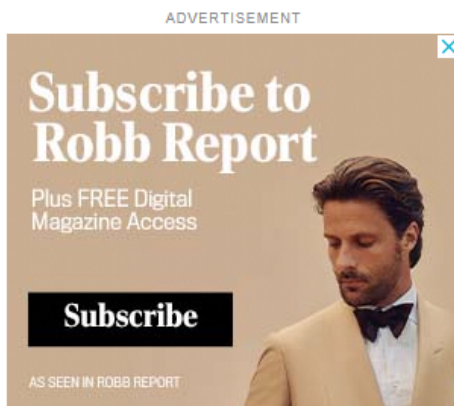 ADVERTISEMENT
Subscribe to
Robb Report
Plus FREE Digital
Magazine Access
Subscribe
AS SEEN IN ROBB REPORT